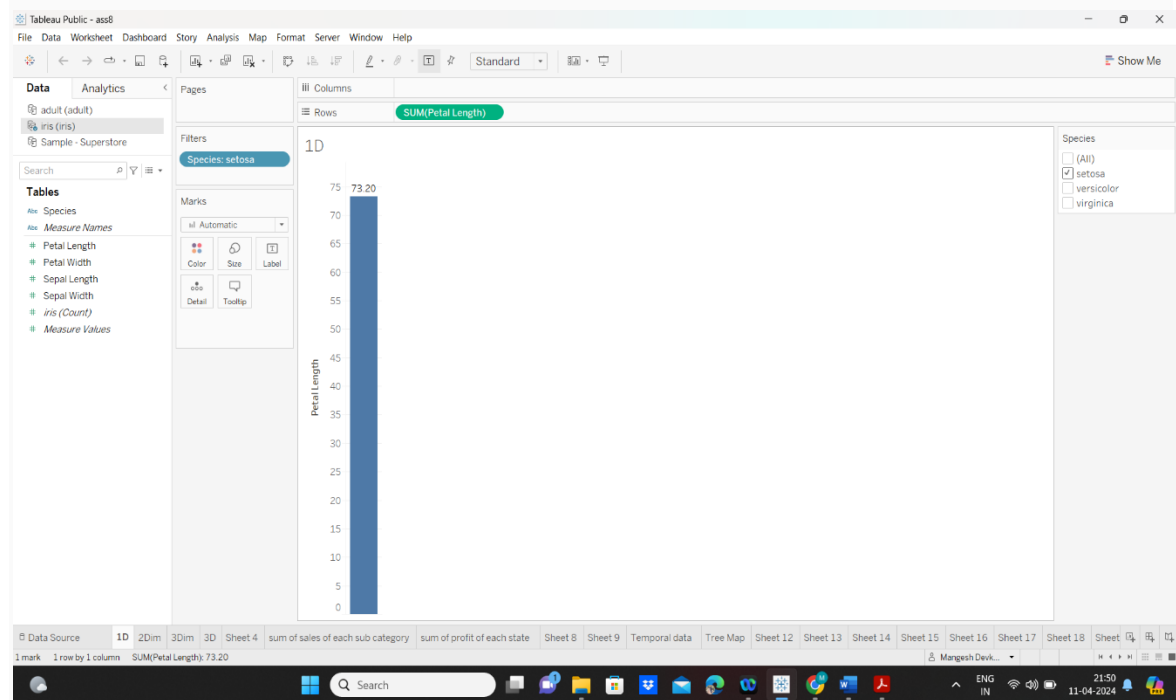 Tableau Public - ass8
File Data Worksheet Dashboard Story Analysis Map Format Server Window Help
Standard
Show Me
Data Analytics
Pages
Columns
adult (adult)
iris (iris)
Sample - Superstore
Rows SUM(Petal Length)
Filters
Species: setosa
1D
Species
(All)
setosa
versicolor
virginica
Search
Tables
Abc Species
Abc Measure Names
# Petal Length
# Petal Width
# Sepal Length
# Sepal Width
# iris (Count)
# Measure Values
Marks
Automatic
Color Size Label
Detail Tooltip
73.20
75
70
65
60
55
50
45
40
35
30
25
20
15
10
5
0
Petal Length
Data Source 1D 2Dim 3Dim 3D Sheet 4 sum of sales of each sub category sum of profit of each state Sheet 8 Sheet 9 Temporal data Tree Map Sheet 12 Sheet 13 Sheet 14 Sheet 15 Sheet 16 Sheet 17 Sheet 18 Sheet
1 mark 1 row by 1 column SUM(Petal Length): 73.20 Mangesh Devk...
Search
ENG
IN
21:50
11-04-2024